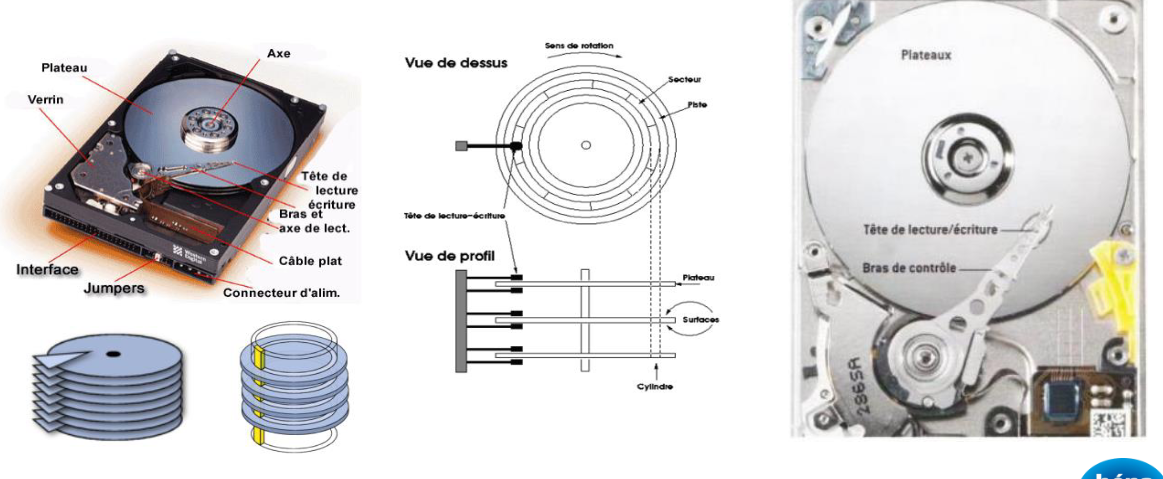 Axe
Plateau
Verrin
Tête de
lecture
écriture
Bras et
axe de lect.
Câble plat
Interface
Jumpers
Connecteur d'alim.
Sens de rotation
Vue de dessus
Secteur
Piste
Tête de lecture-écriture
Vue de profil
Plateau
Surfaces
Cylindre
Plateaux
Tête de lecture/écriture
Bras de contrôle
2865A